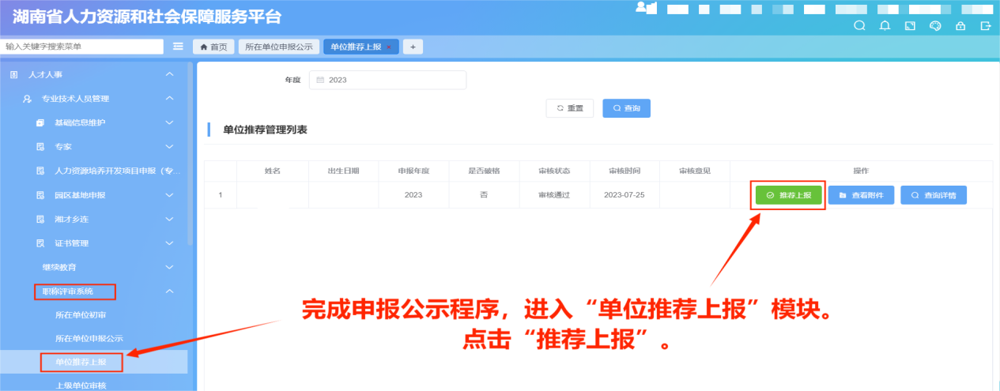 湖南省人力资源和社会保障服务平台
输入关键字搜索菜单
首页 所在单位申报公示 单位推荐上报 × +
人才人事
专业技术人员管理
基础信息维护
专家
人力资源培养开发项目申报（专...
园区基地申报
湘才乡连
证书管理
继续教育
职称评审系统
所在单位初审
所在单位申报公示
单位推荐上报
上级单位审核
年度 2023
重置 查询
单位推荐管理列表
姓名 出生日期 申报年度 是否破格 审核状态 审核时间 审核意见 操作
1 2023 否 审核通过 2023-07-25 推荐上报 查看附件 查询详情
完成申报公示程序，进入“单位推荐上报”模块。
点击“推荐上报”。